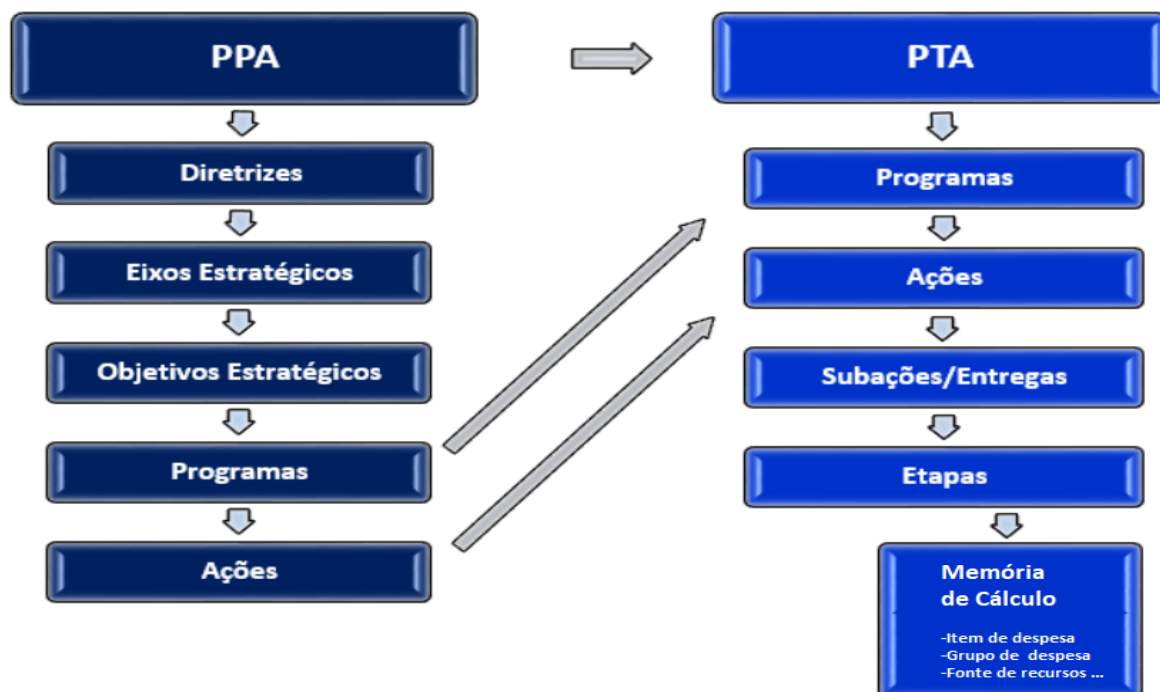 PPA
Diretrizes
Eixos Estratégicos
Objetivos Estratégicos
Programas
Ações
PTA
Programas
Ações
Subações/Entregas
Etapas
Memória
de Cálculo
-Item de despesa
-Grupo de despesa
-Fonte de recursos ...